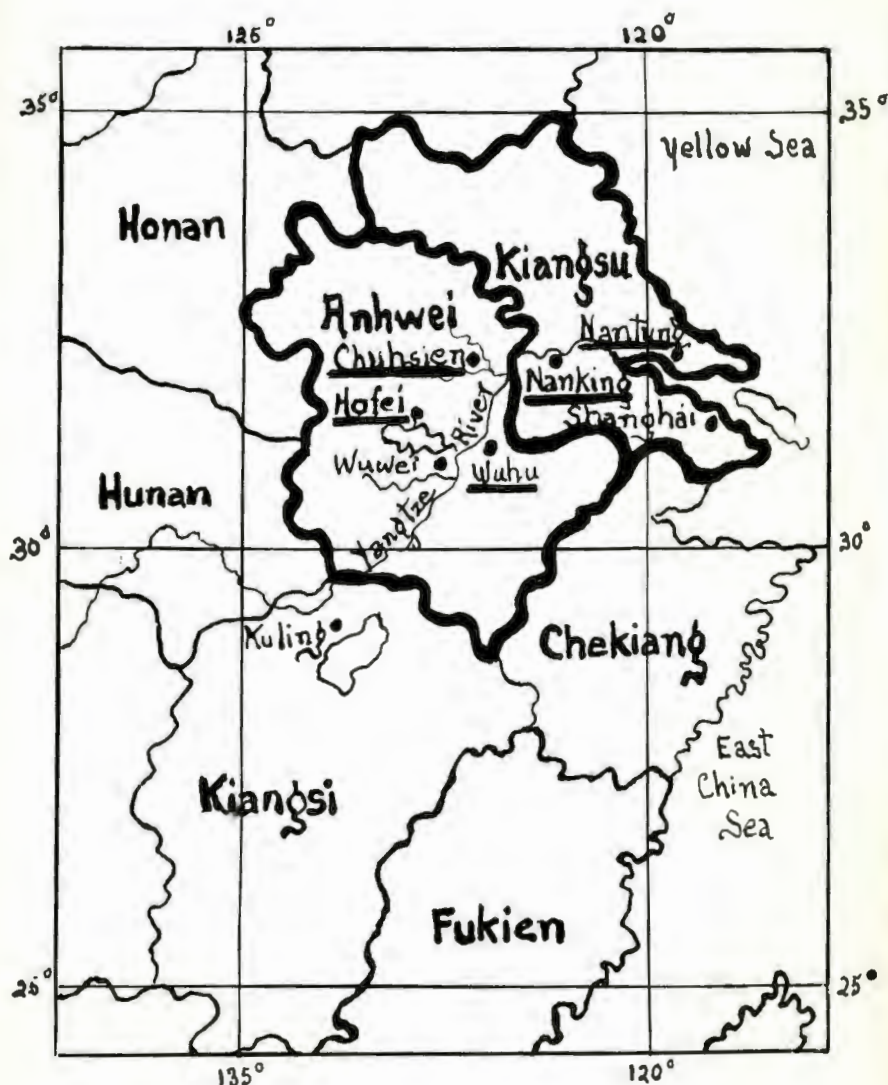 125° 120°
35° 35°
Yellow Sea
Honan
Kiangsu
Anhwei
Nantung
Chuhsien
Nanking
Hofei
Shanghai
River
Wuwei
Wuhu
Hunan
Yangtze
30° 30°
Kuling
Chekiang
East
China
Sea
Kiangsi
Fukien
25° 25°
135° 120°